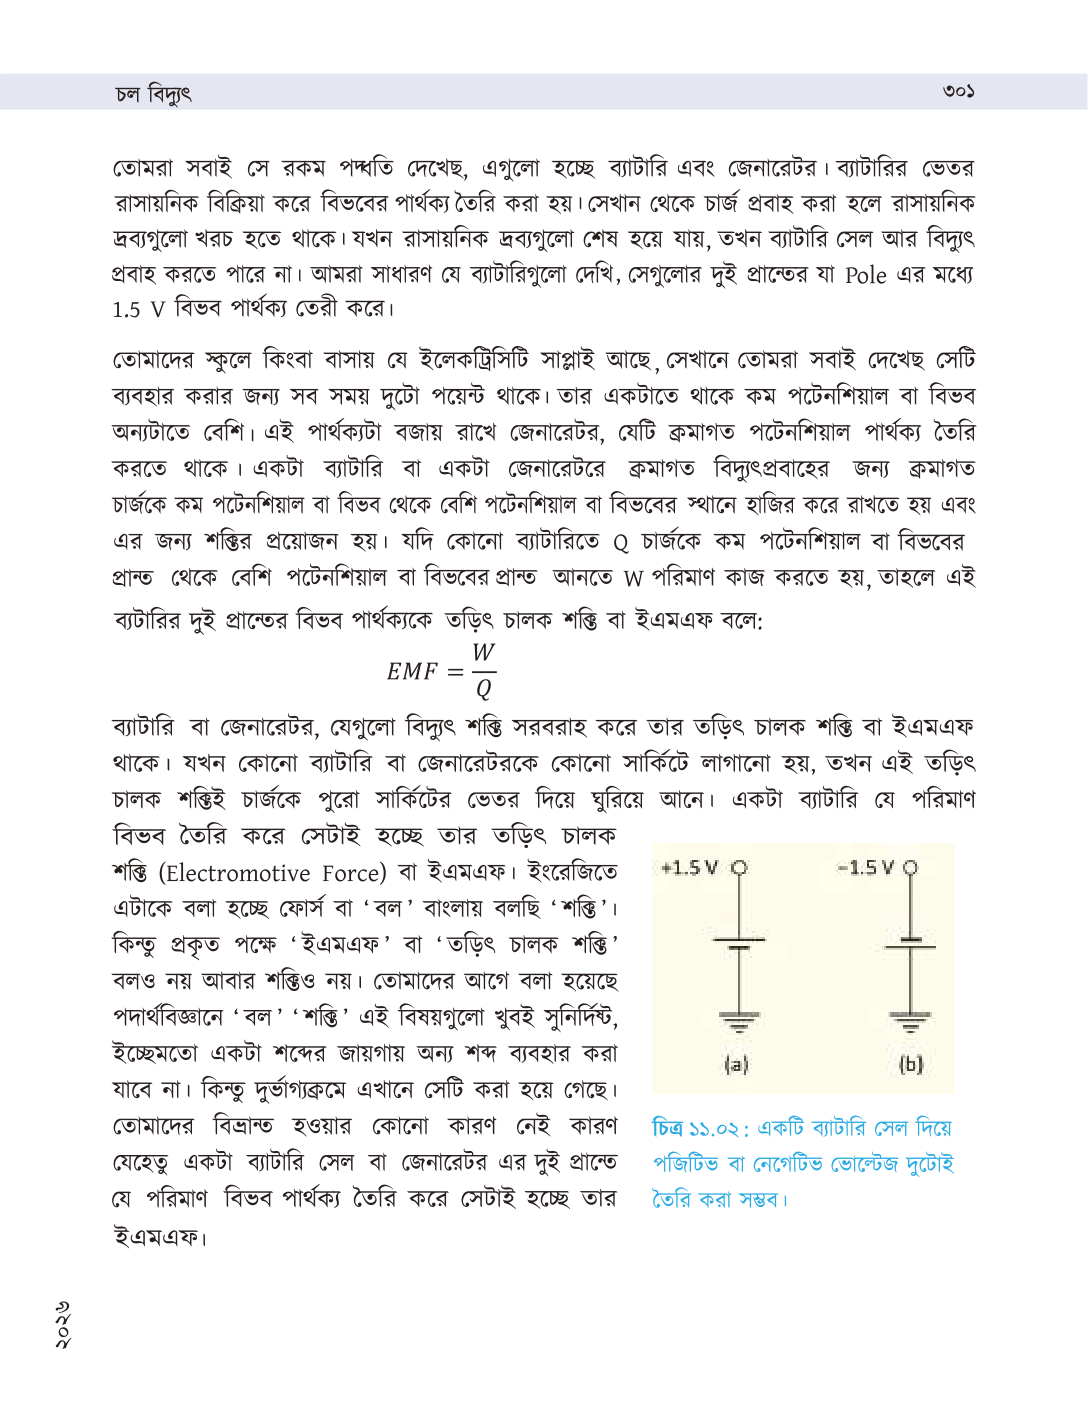 চল বিদ্যুৎ
৩০১
তোমরা সবাই সে রকম পদ্ধতি দেখেছ, এগুলো হচ্ছে ব্যাটারি এবং জেনারেটর। ব্যাটারির ভেতর
রাসায়নিক বিক্রিয়া করে বিভবের পার্থক্য তৈরি করা হয়। সেখান থেকে চার্জ প্রবাহ করা হলে রাসায়নিক
দ্রব্যগুলো খরচ হতে থাকে। যখন রাসায়নিক দ্রব্যগুলো শেষ হয়ে যায়, তখন ব্যাটারি সেল আর বিদ্যুৎ
প্রবাহ করতে পারে না। আমরা সাধারণ যে ব্যাটারিগুলো দেখি, সেগুলোর দুই প্রান্তের যা Pole এর মধ্যে
1.5 V বিভব পার্থক্য তেরী করে।
তোমাদের স্কুলে কিংবা বাসায় যে ইলেকট্রিসিটি সাপ্লাই আছে, সেখানে তোমরা সবাই দেখেছ সেটি
ব্যবহার করার জন্য সব সময় দুটো পয়েন্ট থাকে। তার একটাতে থাকে কম পটেনশিয়াল বা বিভব
অন্যটাতে বেশি। এই পার্থক্যটা বজায় রাখে জেনারেটর, যেটি ক্রমাগত পটেনশিয়াল পার্থক্য তৈরি
করতে থাকে। একটা ব্যাটারি বা একটা জেনারেটরে ক্রমাগত বিদ্যুৎপ্রবাহের জন্য ক্রমাগত
চার্জকে কম পটেনশিয়াল বা বিভব থেকে বেশি পটেনশিয়াল বা বিভবের স্থানে হাজির করে রাখতে হয় এবং
এর জন্য শক্তির প্রয়োজন হয়। যদি কোনো ব্যাটারিতে Q চার্জকে কম পটেনশিয়াল বা বিভবের
প্রান্ত থেকে বেশি পটেনশিয়াল বা বিভবের প্রান্ত আনতে W পরিমাণ কাজ করতে হয়, তাহলে এই
ব্যটারির দুই প্রান্তের বিভব পার্থক্যকে তড়িৎ চালক শক্তি বা ইএমএফ বলে:
EMF = W/Q
ব্যাটারি বা জেনারেটর, যেগুলো বিদ্যুৎ শক্তি সরবরাহ করে তার তড়িৎ চালক শক্তি বা ইএমএফ
থাকে। যখন কোনো ব্যাটারি বা জেনারেটরকে কোনো সার্কিটে লাগানো হয়, তখন এই তড়িৎ
চালক শক্তিই চার্জকে পুরো সার্কিটের ভেতর দিয়ে ঘুরিয়ে আনে। একটা ব্যাটারি যে পরিমাণ
বিভব তৈরি করে সেটাই হচ্ছে তার তড়িৎ চালক
শক্তি (Electromotive Force) বা ইএমএফ। ইংরেজিতে
এটাকে বলা হচ্ছে ফোর্স বা ‘বল’ বাংলায় বলছি ‘শক্তি’।
কিন্তু প্রকৃত পক্ষে ‘ইএমএফ’ বা ‘তড়িৎ চালক শক্তি’
বলও নয় আবার শক্তিও নয়। তোমাদের আগে বলা হয়েছে
পদার্থবিজ্ঞানে ‘বল’ ‘শক্তি’ এই বিষয়গুলো খুবই সুনির্দিষ্ট,
ইচ্ছেমতো একটা শব্দের জায়গায় অন্য শব্দ ব্যবহার করা
যাবে না। কিন্তু দুর্ভাগ্যক্রমে এখানে সেটি করা হয়ে গেছে।
তোমাদের বিভ্রান্ত হওয়ার কোনো কারণ নেই কারণ
যেহেতু একটা ব্যাটারি সেল বা জেনারেটর এর দুই প্রান্তে
যে পরিমাণ বিভব পার্থক্য তৈরি করে সেটাই হচ্ছে তার
ইএমএফ।
+1.5 V
−1.5 V
(a)
(b)
চিত্র ১১.০২: একটি ব্যাটারি সেল দিয়ে
পজিটিভ বা নেগেটিভ ভোল্টেজ দুটোই
তৈরি করা সম্ভব।
২০২৬